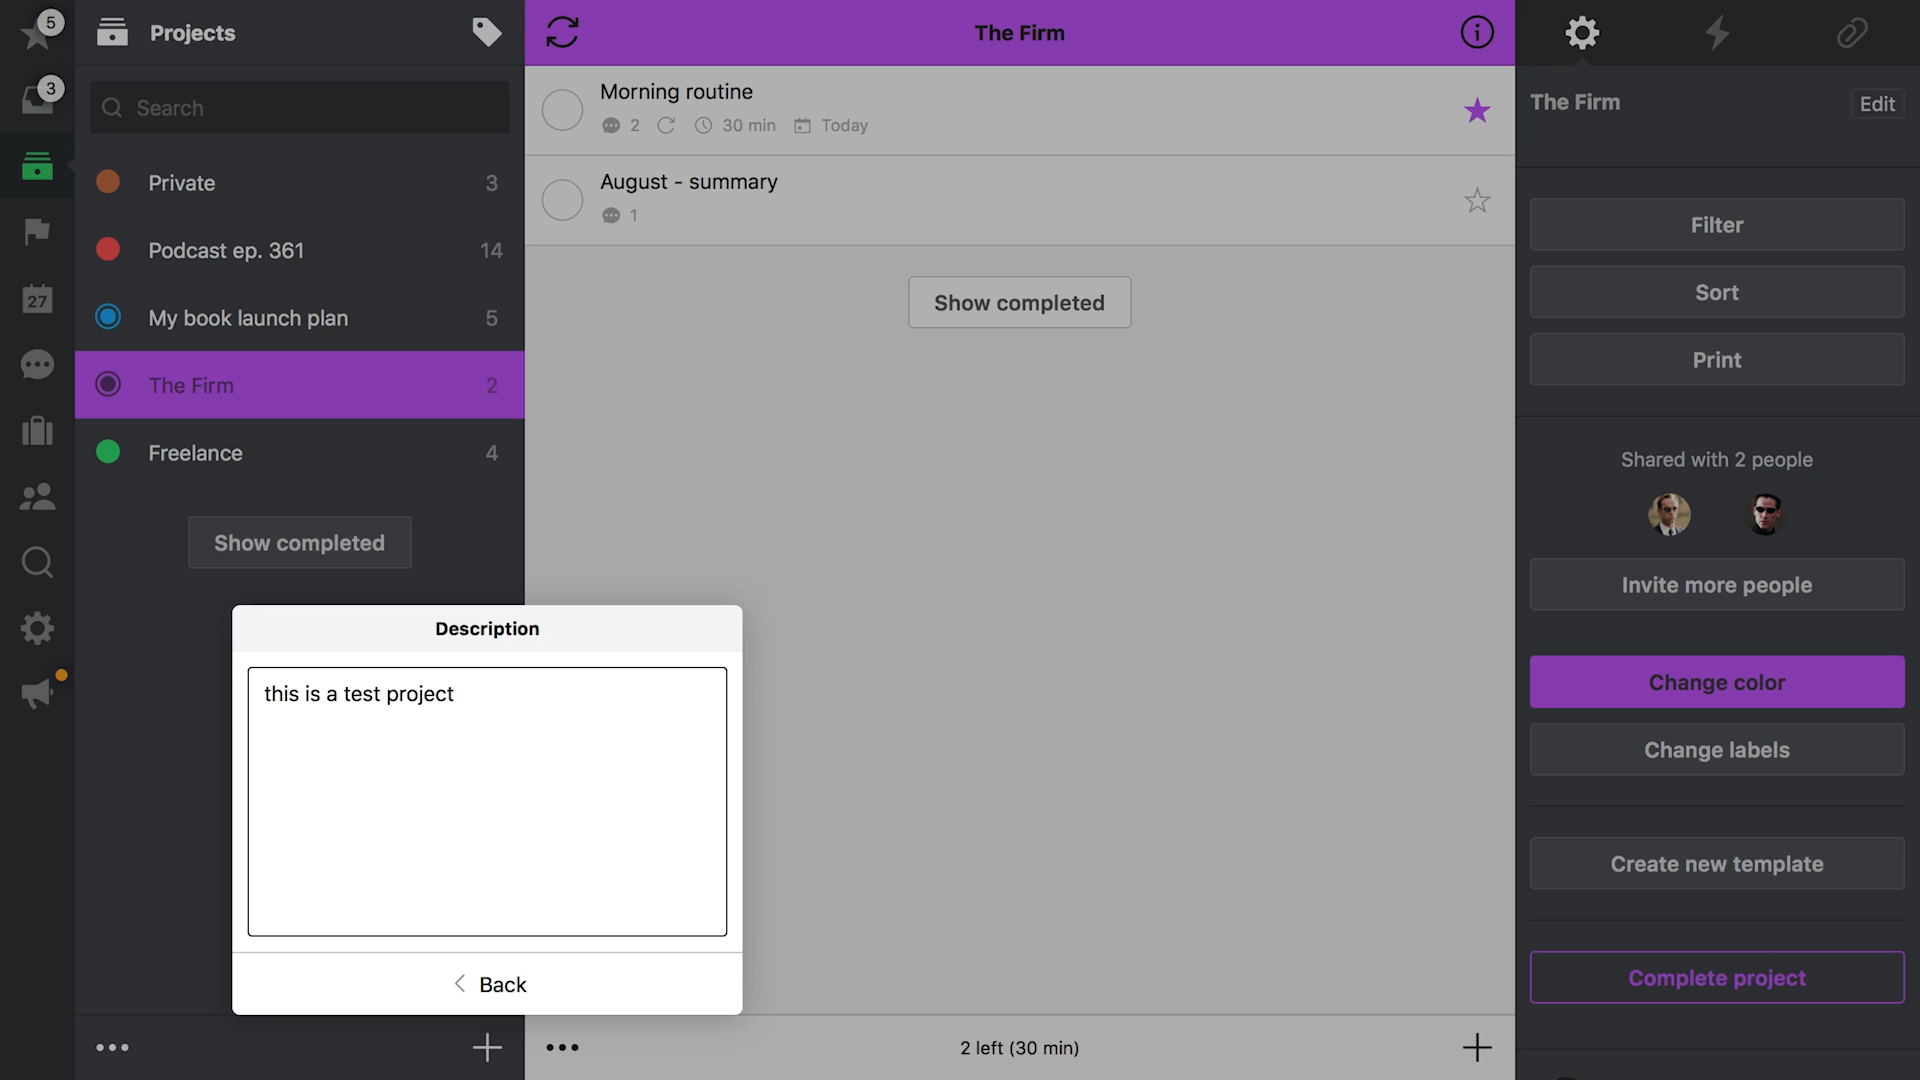 5
3
27
Projects
Search
Private 3
Podcast ep. 361 14
My book launch plan 5
The Firm 2
Freelance 4
Show completed
Description
this is a test project
Back
The Firm
Morning routine
2 30 min Today
August - summary
1
Show completed
2 left (30 min)
The Firm Edit
Filter
Sort
Print
Shared with 2 people
Invite more people
Change color
Change labels
Create new template
Complete project